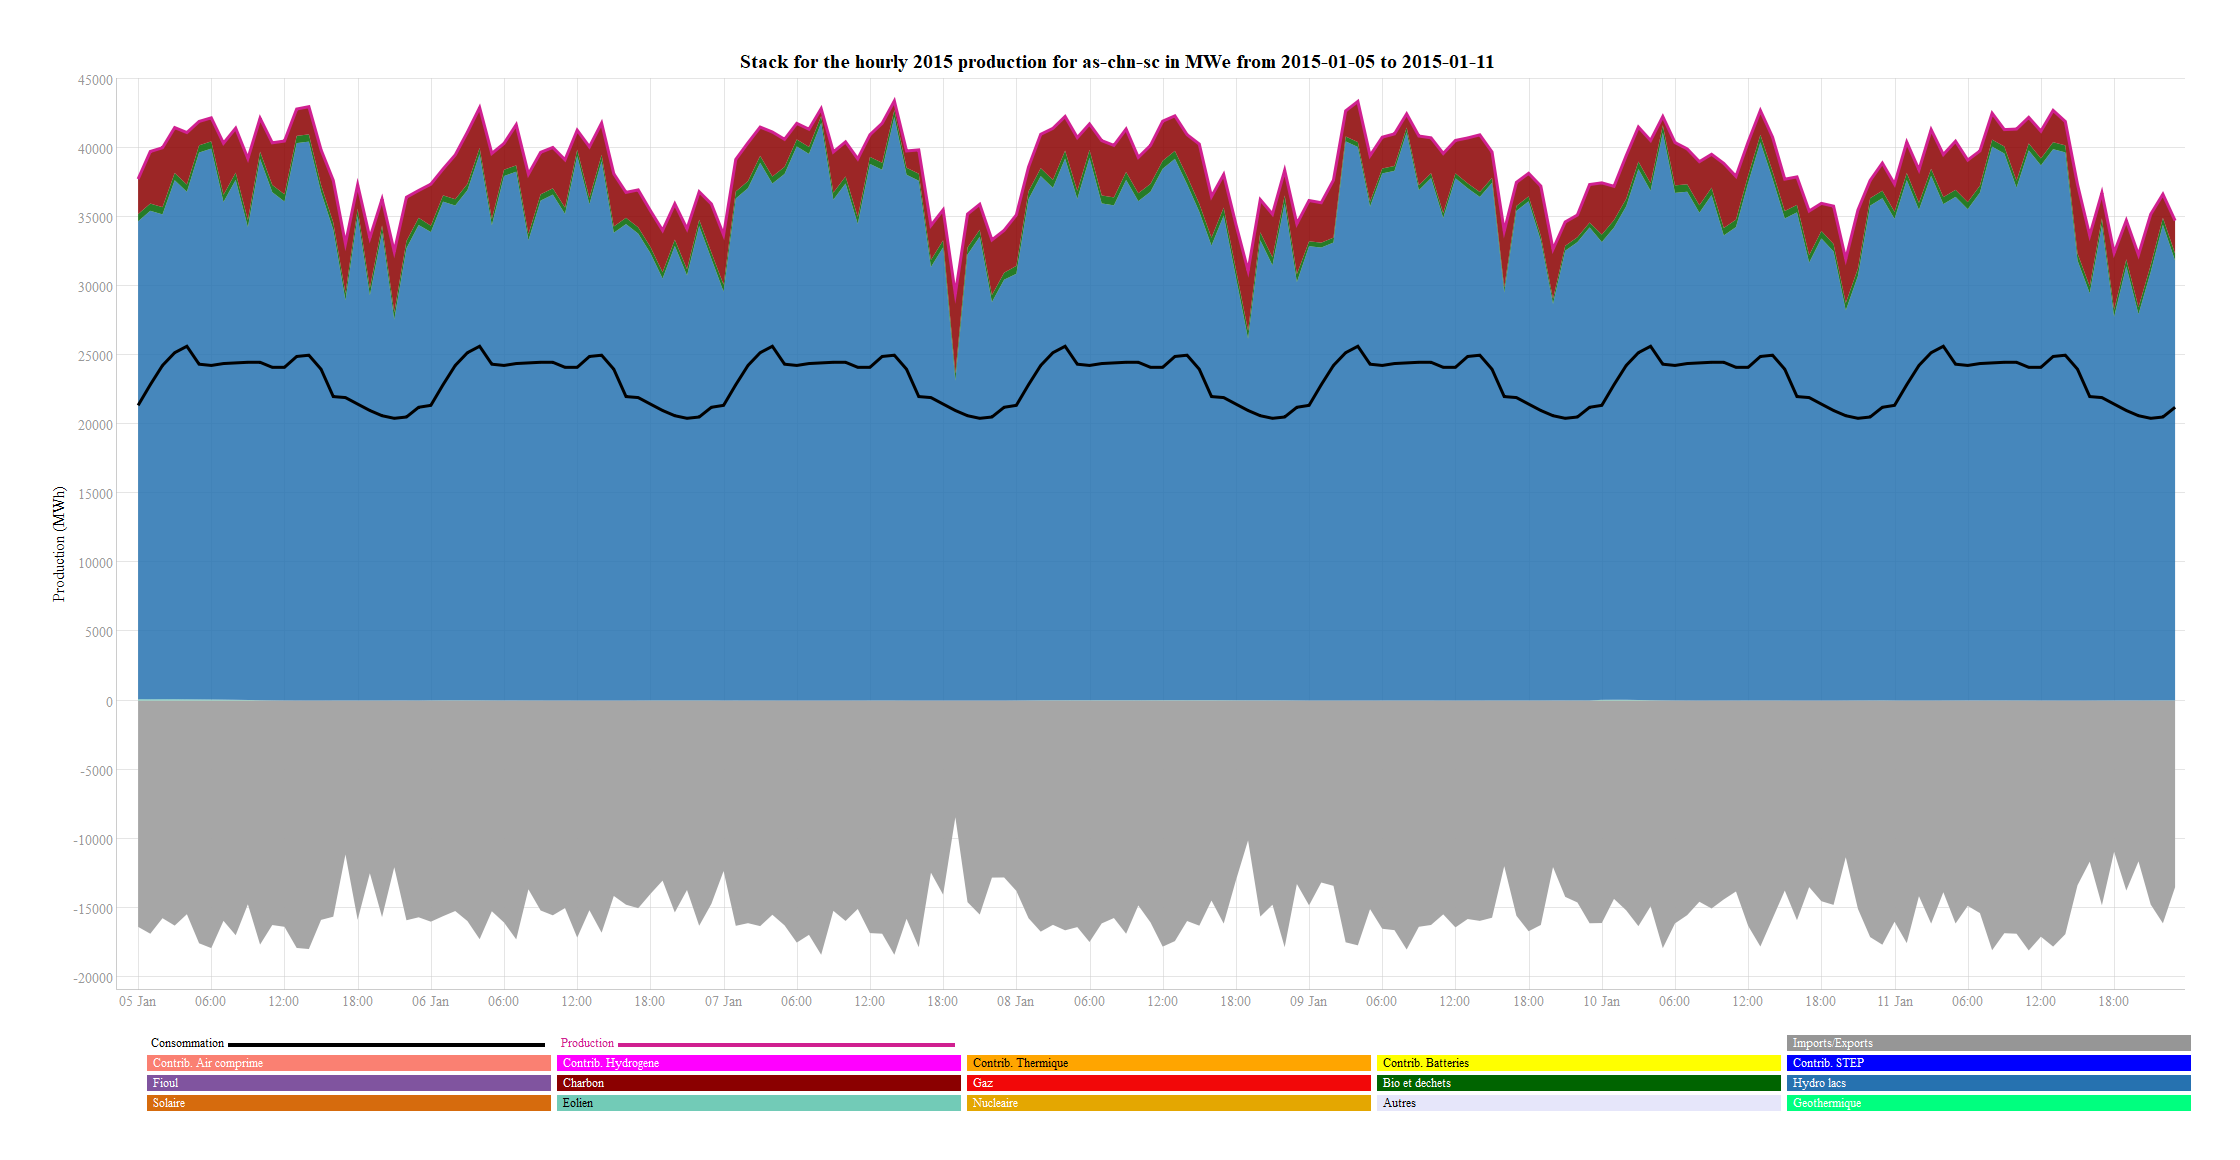 Stack for the hourly 2015 production for as-chn-sc in MWe from 2015-01-05 to 2015-01-11
45000
40000
35000
30000
25000
20000
15000
10000
5000
0
-5000
-10000
-15000
-20000
Production (MWh)
05 Jan 06:00 12:00 18:00 06 Jan 06:00 12:00 18:00 07 Jan 06:00 12:00 18:00 08 Jan 06:00 12:00 18:00 09 Jan 06:00 12:00 18:00 10 Jan 06:00 12:00 18:00 11 Jan 06:00 12:00 18:00
Consommation Production Imports/Exports
Contrib. Air comprime Contrib. Hydrogene Contrib. Thermique Contrib. Batteries Contrib. STEP
Fioul Charbon Gaz Bio et dechets Hydro lacs
Solaire Eolien Nucleaire Autres Geothermique